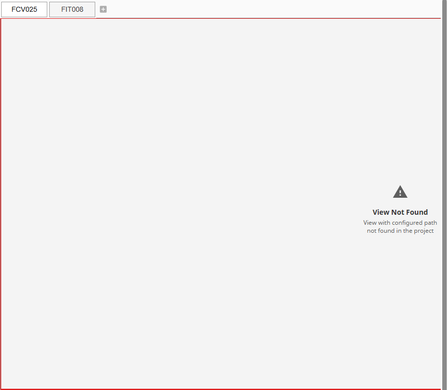 FCV025
FIT008
View Not Found
View with configured path
not found in the project